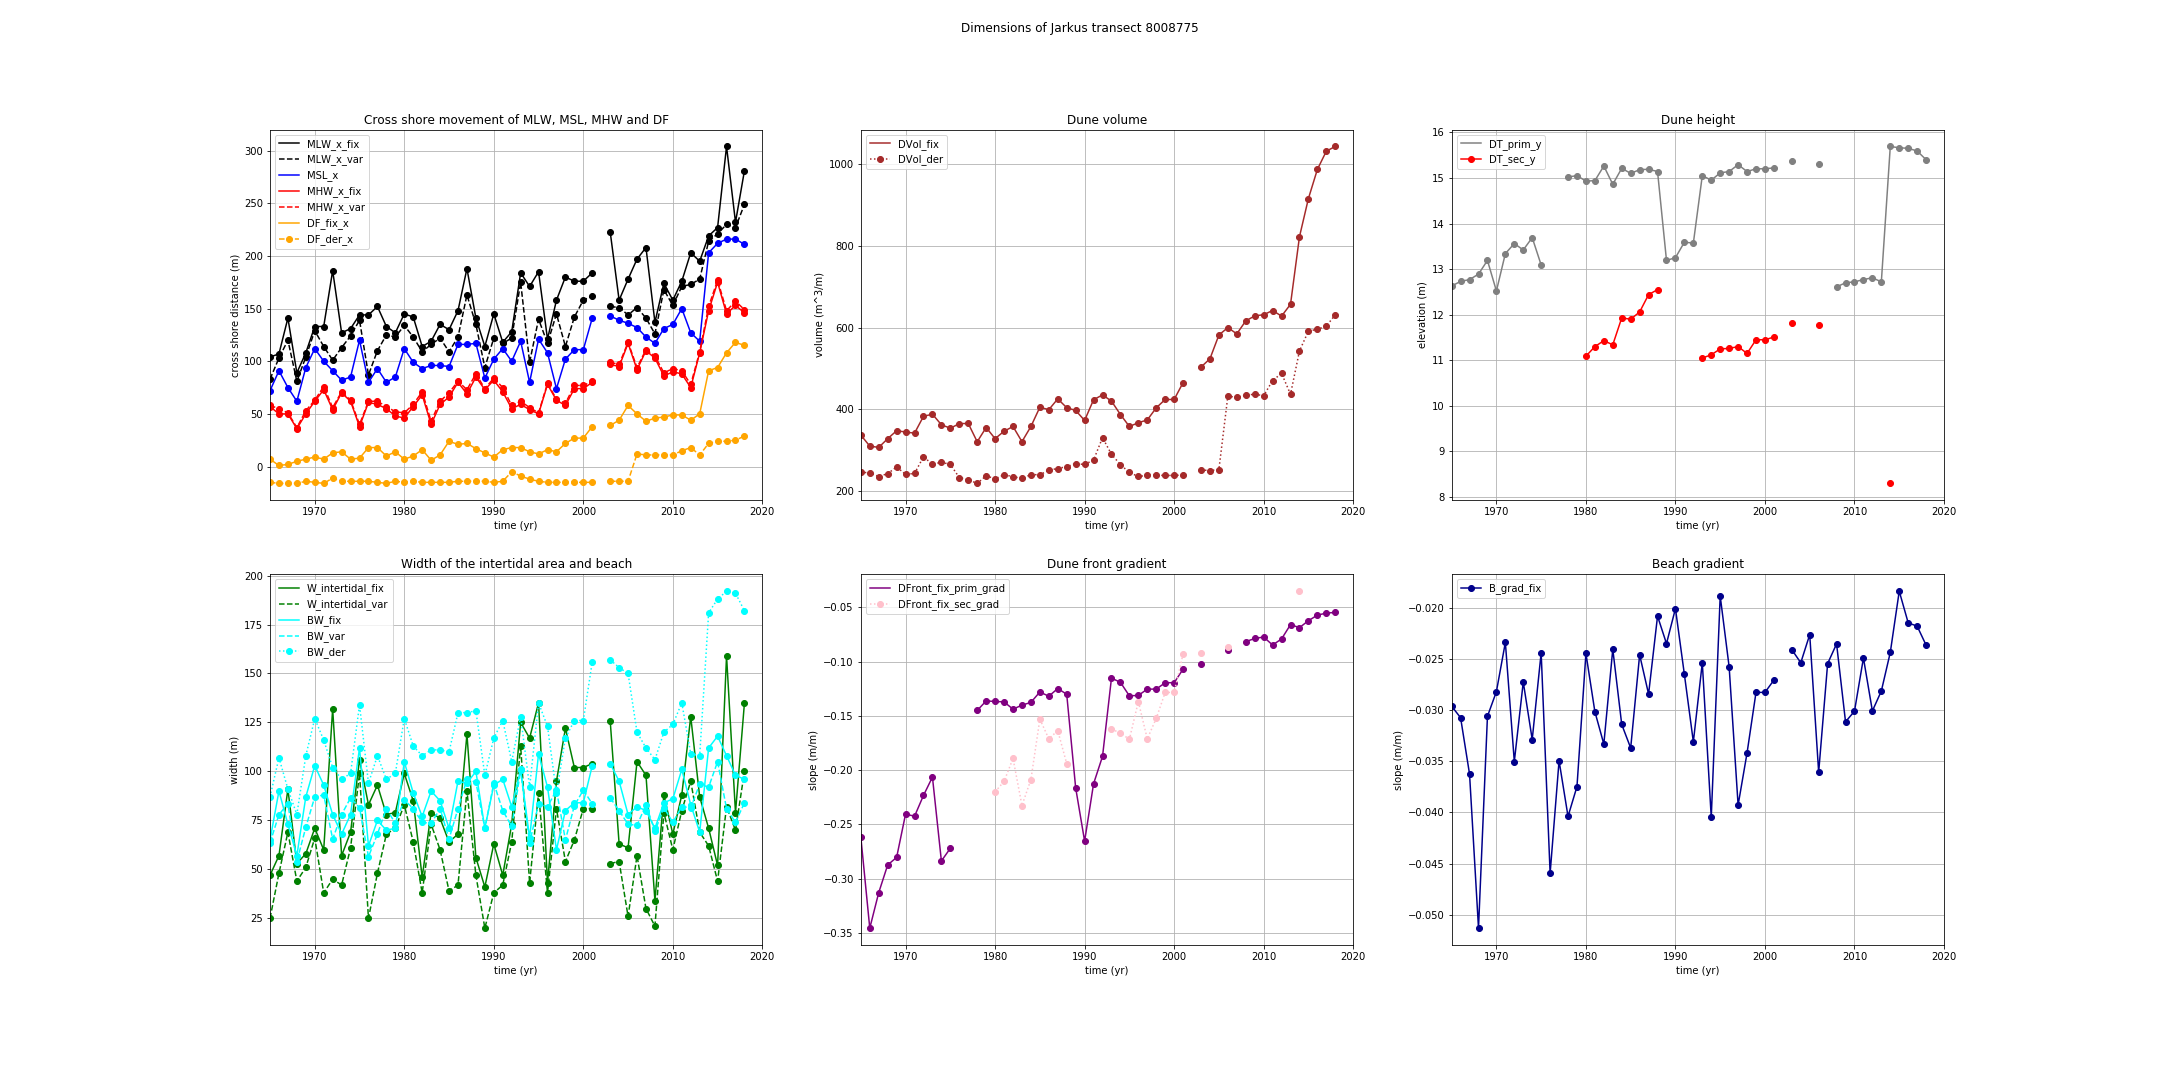 Dimensions of Jarkus transect 8008775
Cross shore movement of MLW, MSL, MHW and DF
MLW_x_fix
MLW_x_var
MSL_x
MHW_x_fix
MHW_x_var
DF_fix_x
DF_der_x
300
250
200
150
100
50
0
cross shore distance (m)
1970 1980 1990 2000 2010 2020
time (yr)
Dune volume
DVol_fix
DVol_der
1000
800
600
400
200
volume (m^3/m)
1970 1980 1990 2000 2010 2020
time (yr)
Dune height
DT_prim_y
DT_sec_y
16
15
14
13
12
11
10
9
8
elevation (m)
1970 1980 1990 2000 2010 2020
time (yr)
Width of the intertidal area and beach
W_intertidal_fix
W_intertidal_var
BW_fix
BW_var
BW_der
200
175
150
125
100
75
50
25
width (m)
1970 1980 1990 2000 2010 2020
time (yr)
Dune front gradient
DFront_fix_prim_grad
DFront_fix_sec_grad
−0.05
−0.10
−0.15
−0.20
−0.25
−0.30
−0.35
slope (m/m)
1970 1980 1990 2000 2010 2020
time (yr)
Beach gradient
B_grad_fix
−0.020
−0.025
−0.030
−0.035
−0.040
−0.045
−0.050
slope (m/m)
1970 1980 1990 2000 2010 2020
time (yr)